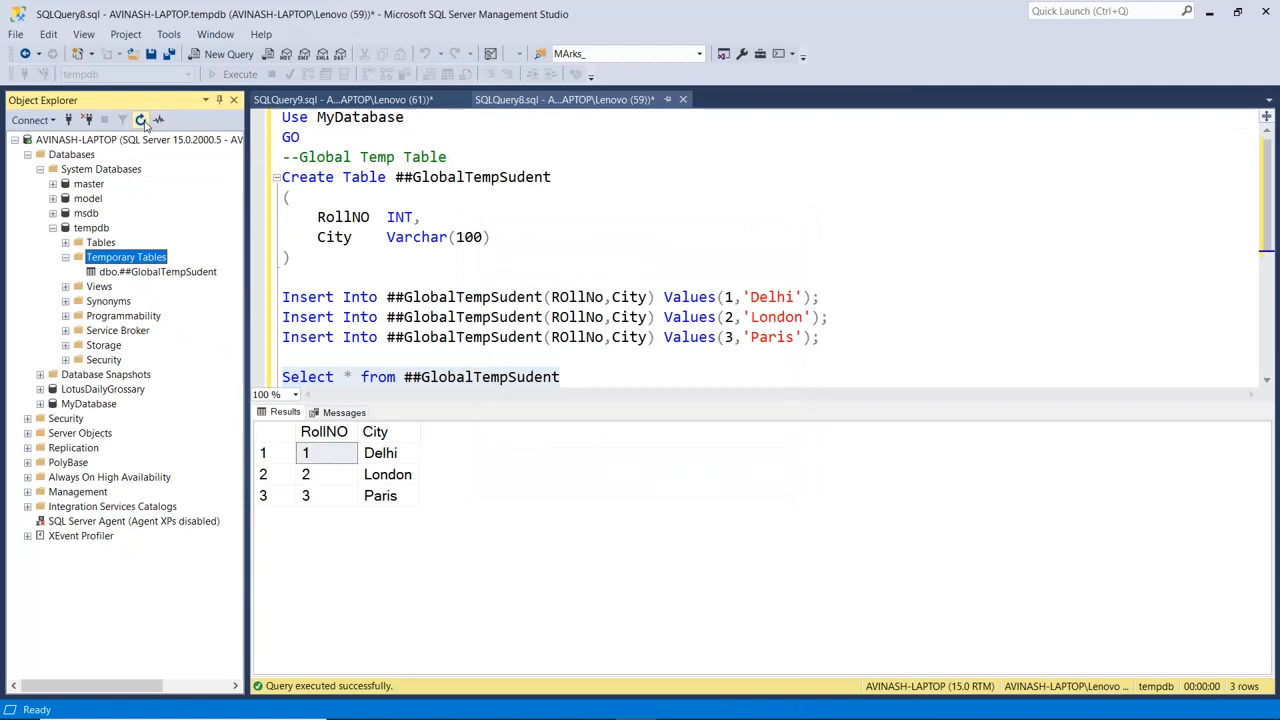 SQLQuery8.sql - AVINASH-LAPTOP.tempdb (AVINASH-LAPTOP\Lenovo (59))* - Microsoft SQL Server Management Studio
Quick Launch (Ctrl+Q)
File Edit View Project Tools Window Help
New Query
MDX DMX XMLA DAX
MArks_
tempdb
Execute
Object Explorer
SQLQuery9.sql - A...APTOP\Lenovo (61))*
SQLQuery8.sql - A...APTOP\Lenovo (59))*
Connect
AVINASH-LAPTOP (SQL Server 15.0.2000.5 - AV
Databases
System Databases
master
model
msdb
tempdb
Tables
Temporary Tables
dbo.##GlobalTempSudent
Views
Synonyms
Programmability
Service Broker
Storage
Security
Database Snapshots
LotusDailyGrossary
MyDatabase
Security
Server Objects
Replication
PolyBase
Always On High Availability
Management
Integration Services Catalogs
SQL Server Agent (Agent XPs disabled)
XEvent Profiler
Use MyDatabase
GO
--Global Temp Table
Create Table ##GlobalTempSudent
(
RollNO INT,
City Varchar(100)
)
Insert Into ##GlobalTempSudent(ROllNo,City) Values(1,'Delhi');
Insert Into ##GlobalTempSudent(ROllNo,City) Values(2,'London');
Insert Into ##GlobalTempSudent(ROllNo,City) Values(3,'Paris');
Select * from ##GlobalTempSudent
100 %
Results Messages
RollNO City
1 1 Delhi
2 2 London
3 3 Paris
Query executed successfully.
AVINASH-LAPTOP (15.0 RTM) AVINASH-LAPTOP\Lenovo ... tempdb 00:00:00 3 rows
Ready